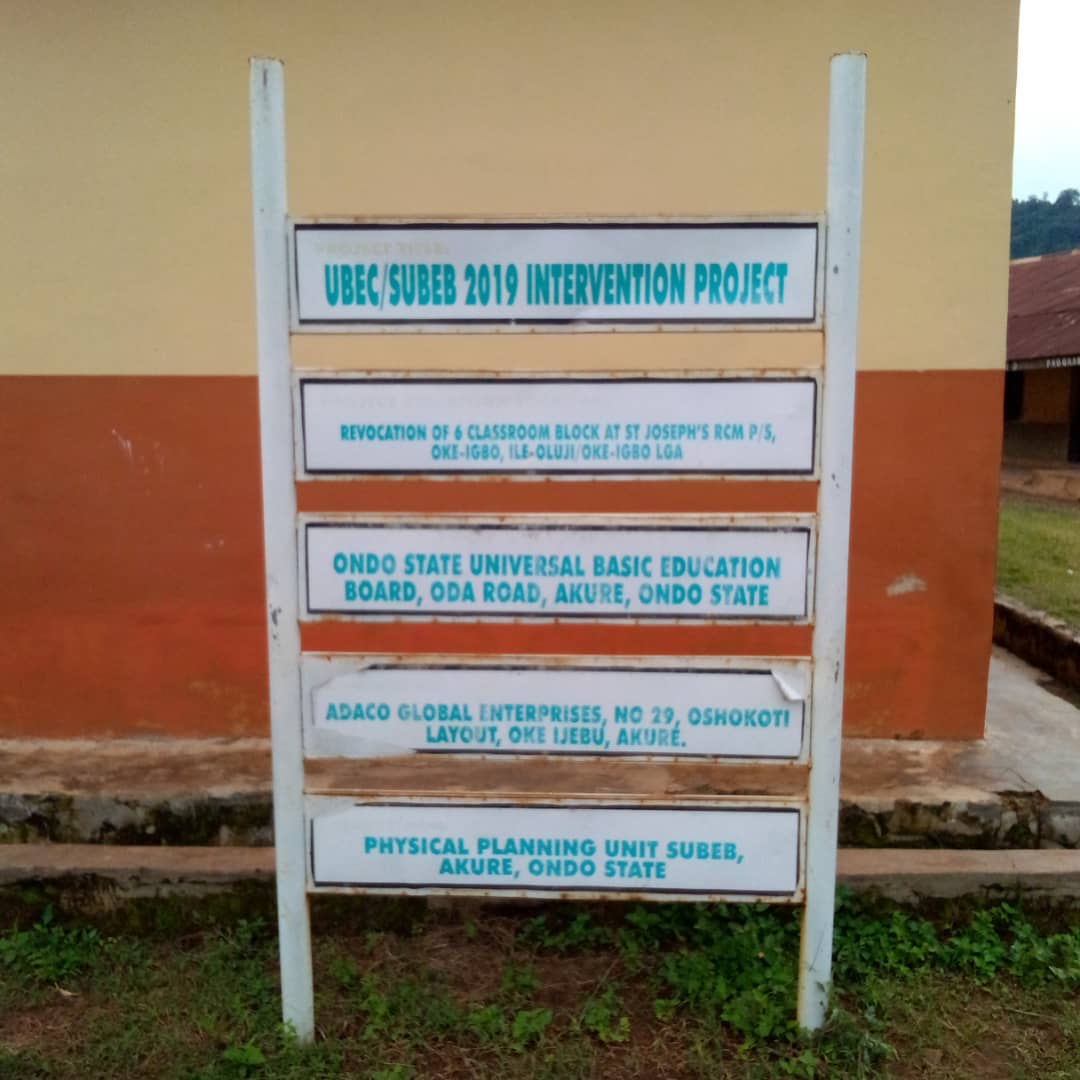 PROJECT TITLE:
UBEC/SUBEB 2019 INTERVENTION PROJECT
REVOCATION OF 6 CLASSROOM BLOCK AT ST JOSEPH'S RCM P/S,
OKE-IGBO, ILE-OLUJI/OKE-IGBO LGA
ONDO STATE UNIVERSAL BASIC EDUCATION
BOARD, ODA ROAD, AKURE, ONDO STATE
ADACO GLOBAL ENTERPRISES, NO 29, OSHOKOTI
LAYOUT, OKE IJEBU, AKURE.
PHYSICAL PLANNING UNIT SUBEB,
AKURE, ONDO STATE